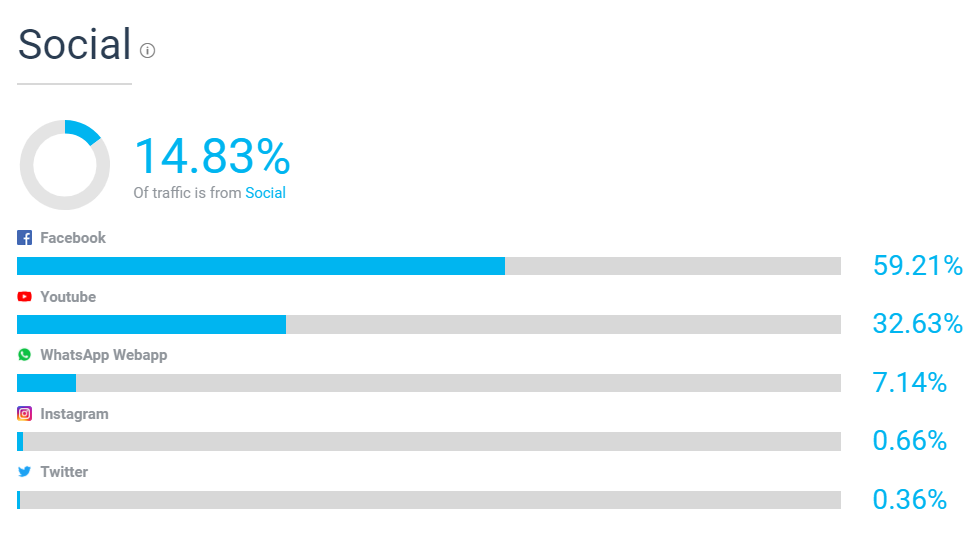 Social
14.83%
Of traffic is from Social
Facebook
59.21%
Youtube
32.63%
WhatsApp Webapp
7.14%
Instagram
0.66%
Twitter
0.36%